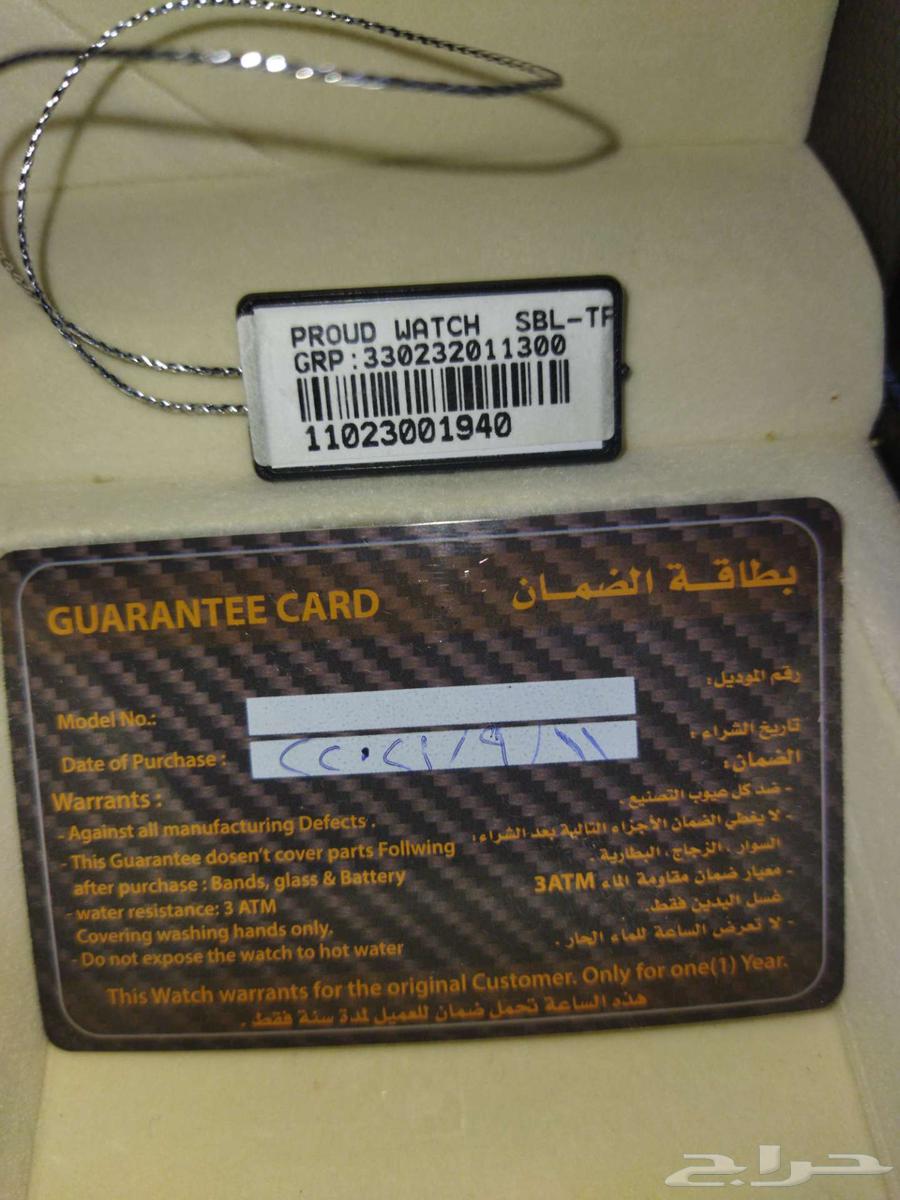 PROUD WATCH SBL-TF
GRP:330232011300
11023001940
GUARANTEE CARD
بطاقة الضمان
Model No.:
رقم الموديل:
Date of Purchase :
٢٢٠٢١/٩/١١
تاريخ الشراء :
Warrants :
- Against all manufacturing Defects .
- This Guarantee dosen't cover parts Follwing
after purchase : Bands, glass & Battery
- water resistance: 3 ATM
Covering washing hands only.
- Do not expose the watch to hot water
الضمان:
- ضد كل عيوب التصنيع .
- لا يغطي الضمان الأجزاء التالية بعد الشراء:
السوار . الزجاج. البطارية .
- معيار ضمان مقاومة الماء 3ATM
غسل اليدين فقط.
- لا تعرض الساعة للماء الحار .
This Watch warrants for the original Customer. Only for one(1) Year.
هذه الساعة تحمل ضمان للعميل لمدة سنة فقط .
حراج